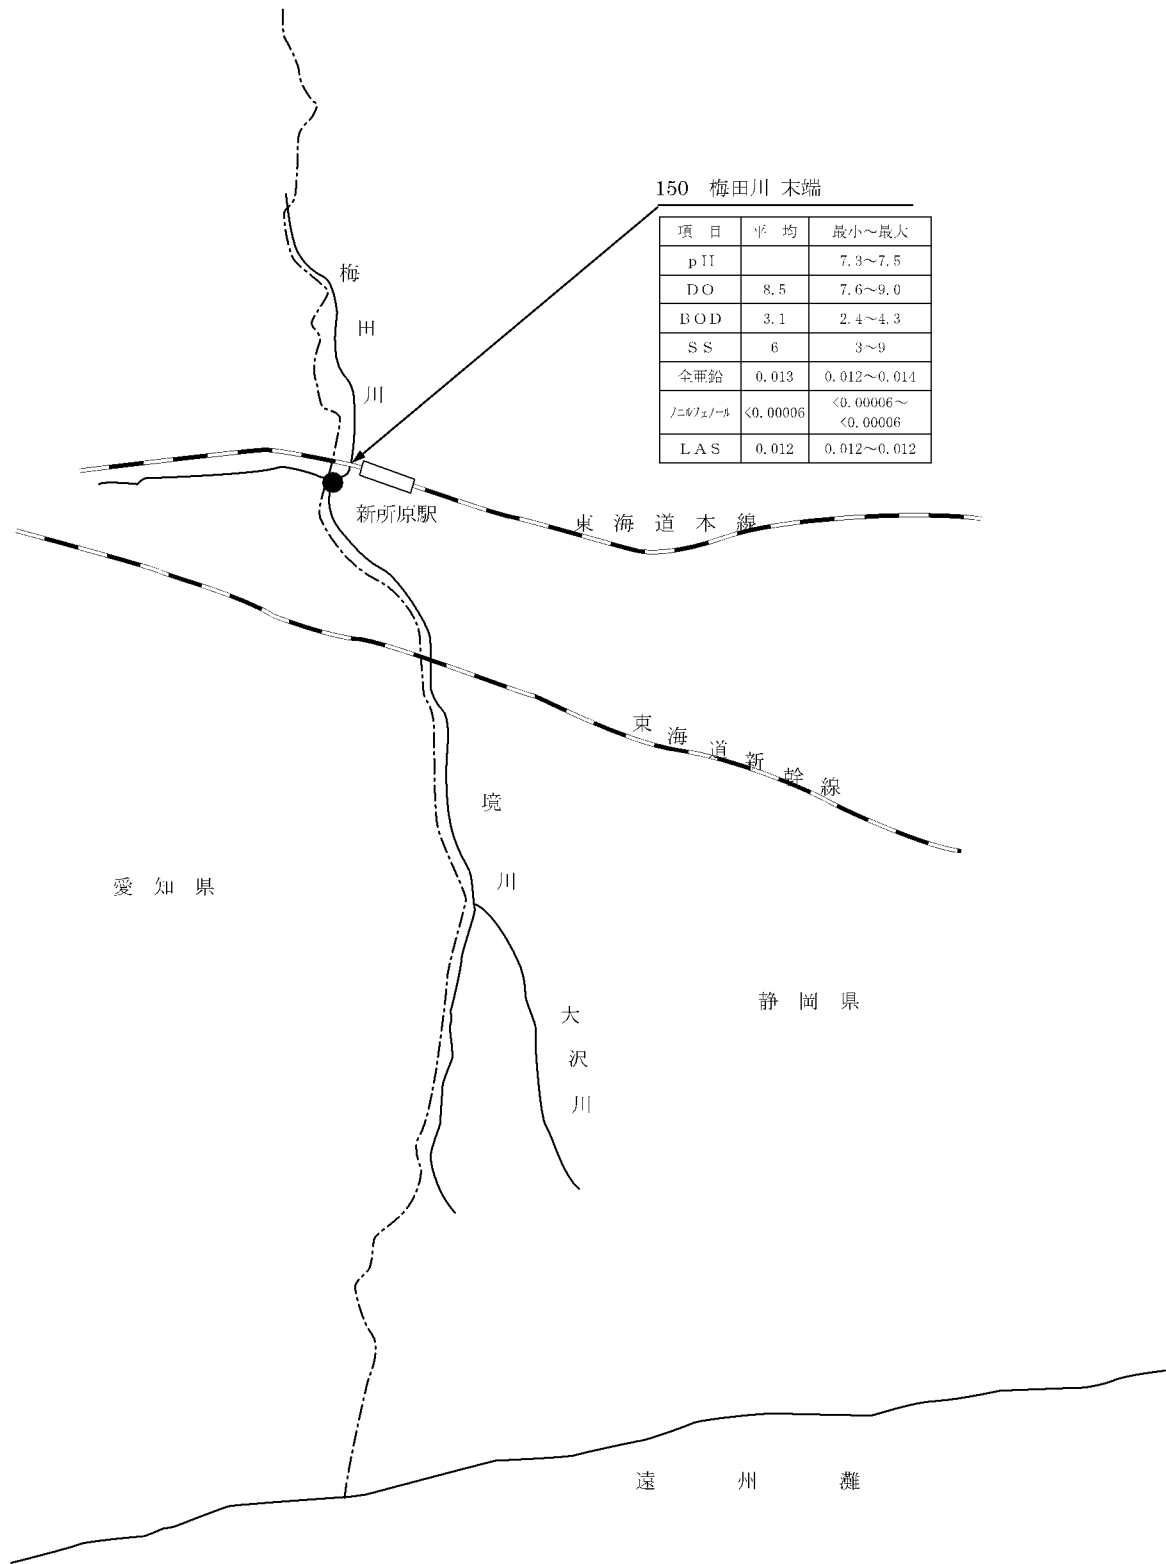 150 梅田川 末端
項 目 平 均 最小~最大
pH 7.3~7.5
DO 8.5 7.6~9.0
BOD 3.1 2.4~4.3
SS 6 3~9
全亜鉛 0.013 0.012~0.014
ノニルフェノール <0.00006 <0.00006~
<0.00006
LAS 0.012 0.012~0.012
梅田川
新所原駅
東海道本線
東海道新幹線
境川
愛知県
静岡県
大沢川
遠州灘